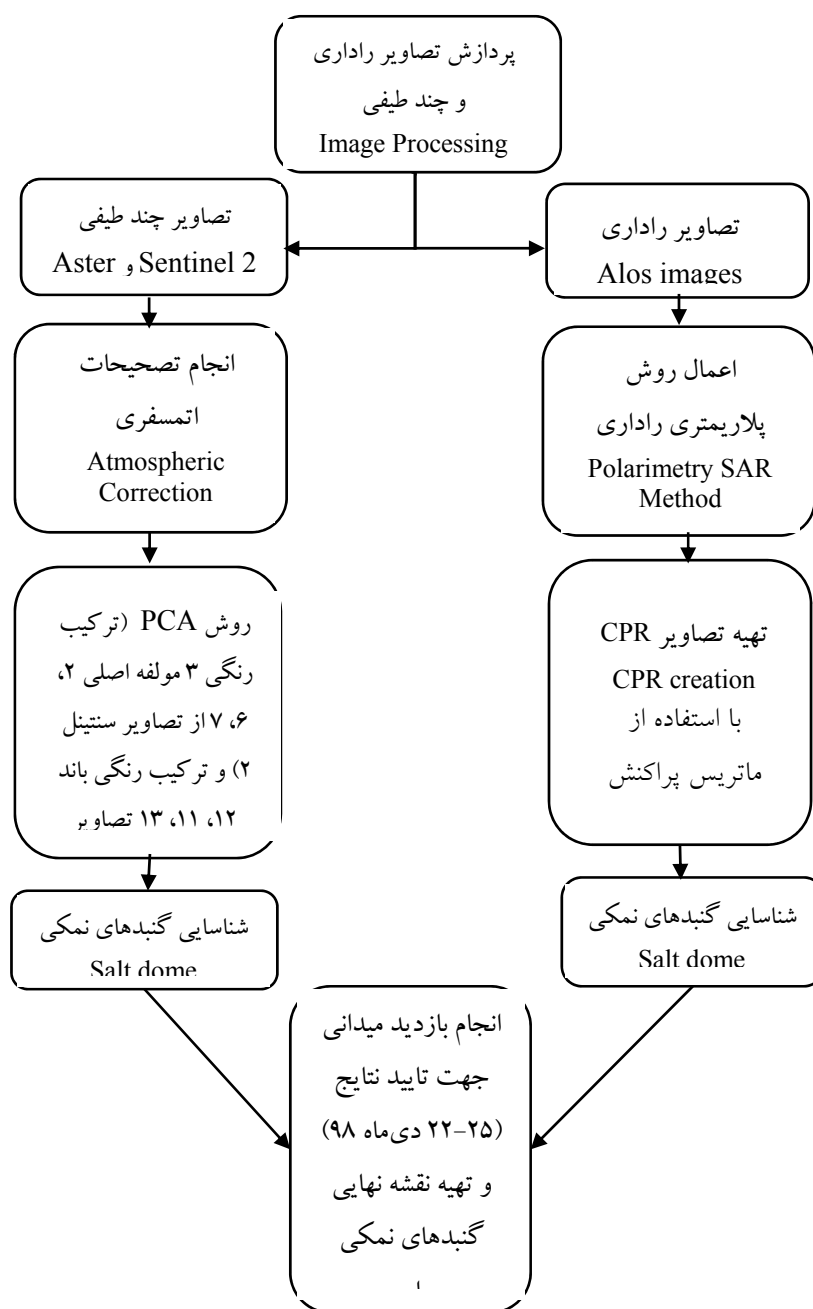 پردازش تصاویر راداری
و چند طیفی
Image Processing
تصاویر راداری
Alos images
تصاویر چند طیفی
Sentinel 2 و Aster
اعمال روش
پلاریمتری راداری
Polarimetry SAR
Method
انجام تصحیحات
اتمسفری
Atmospheric
Correction
تهیه تصاویر CPR
CPR creation
با استفاده از
ماتریس پراکنش
روش PCA (ترکیب
رنگی ۳ مولفه اصلی ۲،
۶، ۷ از تصاویر سنتینل
۲) و ترکیب رنگی باند
۱۲، ۱۱، ۱۳ تصاویر
شناسایی گنبدهای نمکی
Salt dome
شناسایی گنبدهای نمکی
Salt dome
انجام بازدید میدانی
جهت تایید نتایج
(۲۲-۲۵ دی‌ماه ۹۸)
و تهیه نقشه نهایی
گنبدهای نمکی